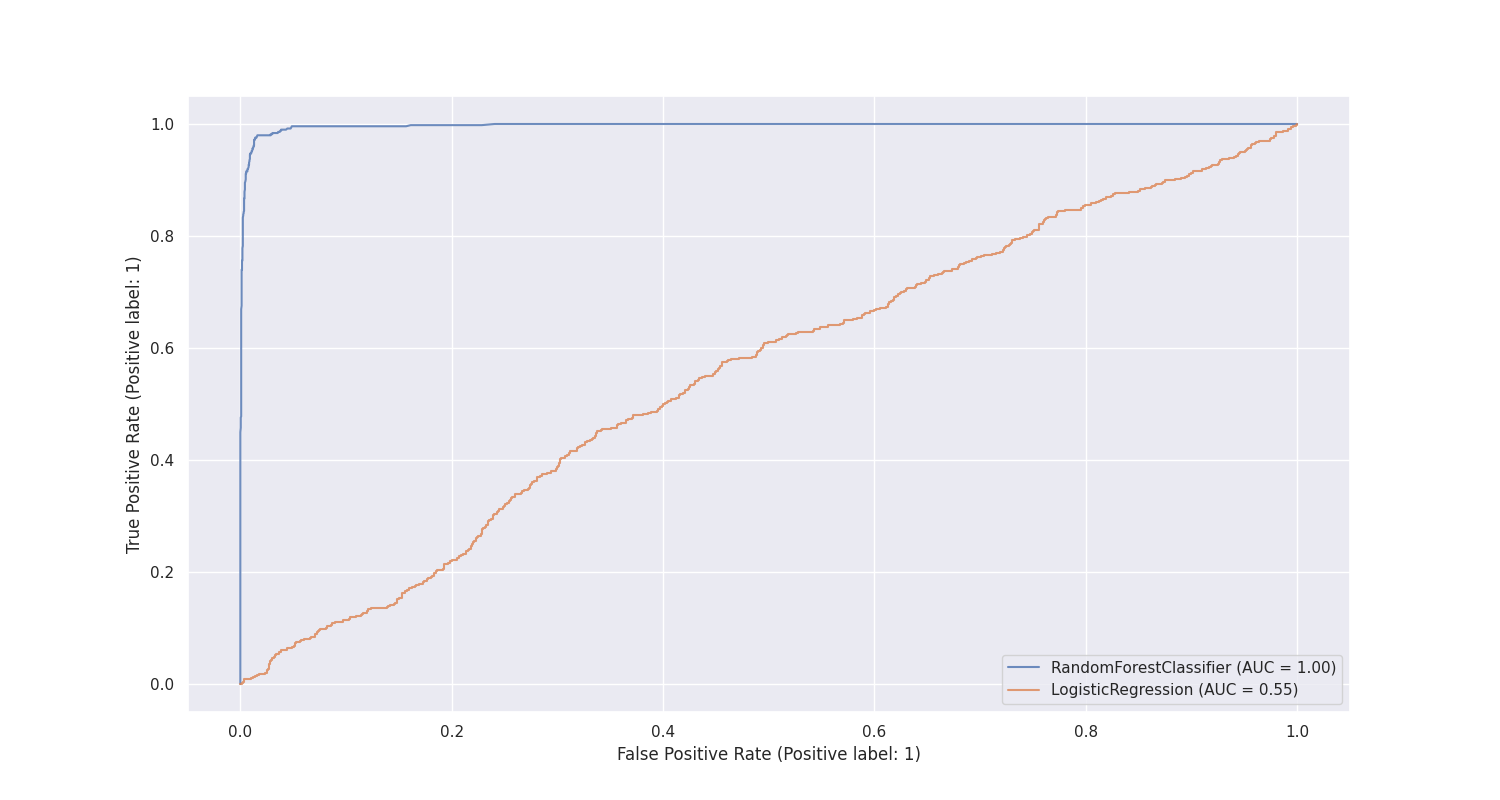 True Positive Rate (Positive label: 1)
1.0
0.8
0.6
0.4
0.2
0.0
RandomForestClassifier (AUC = 1.00)
LogisticRegression (AUC = 0.55)
0.0 0.2 0.4 0.6 0.8 1.0
False Positive Rate (Positive label: 1)